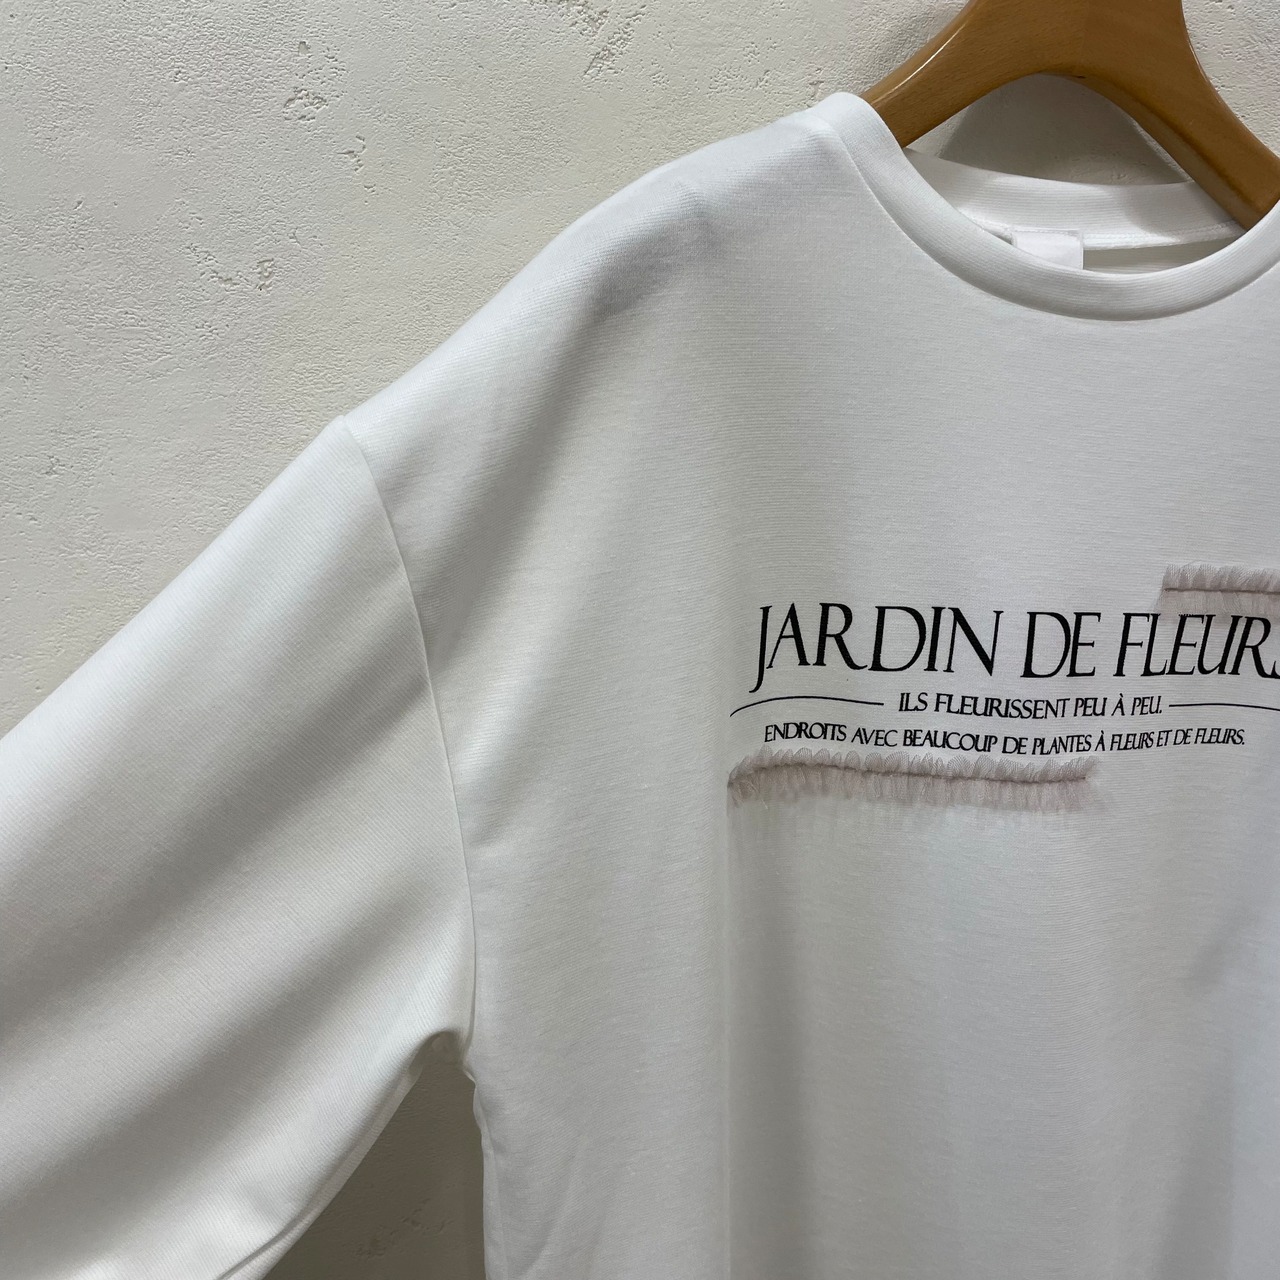 JARDIN DE FLEURS
ILS FLEURISSENT PEU À PEU.
ENDROITS AVEC BEAUCOUP DE PLANTES À FLEURS ET DE FLEURS.